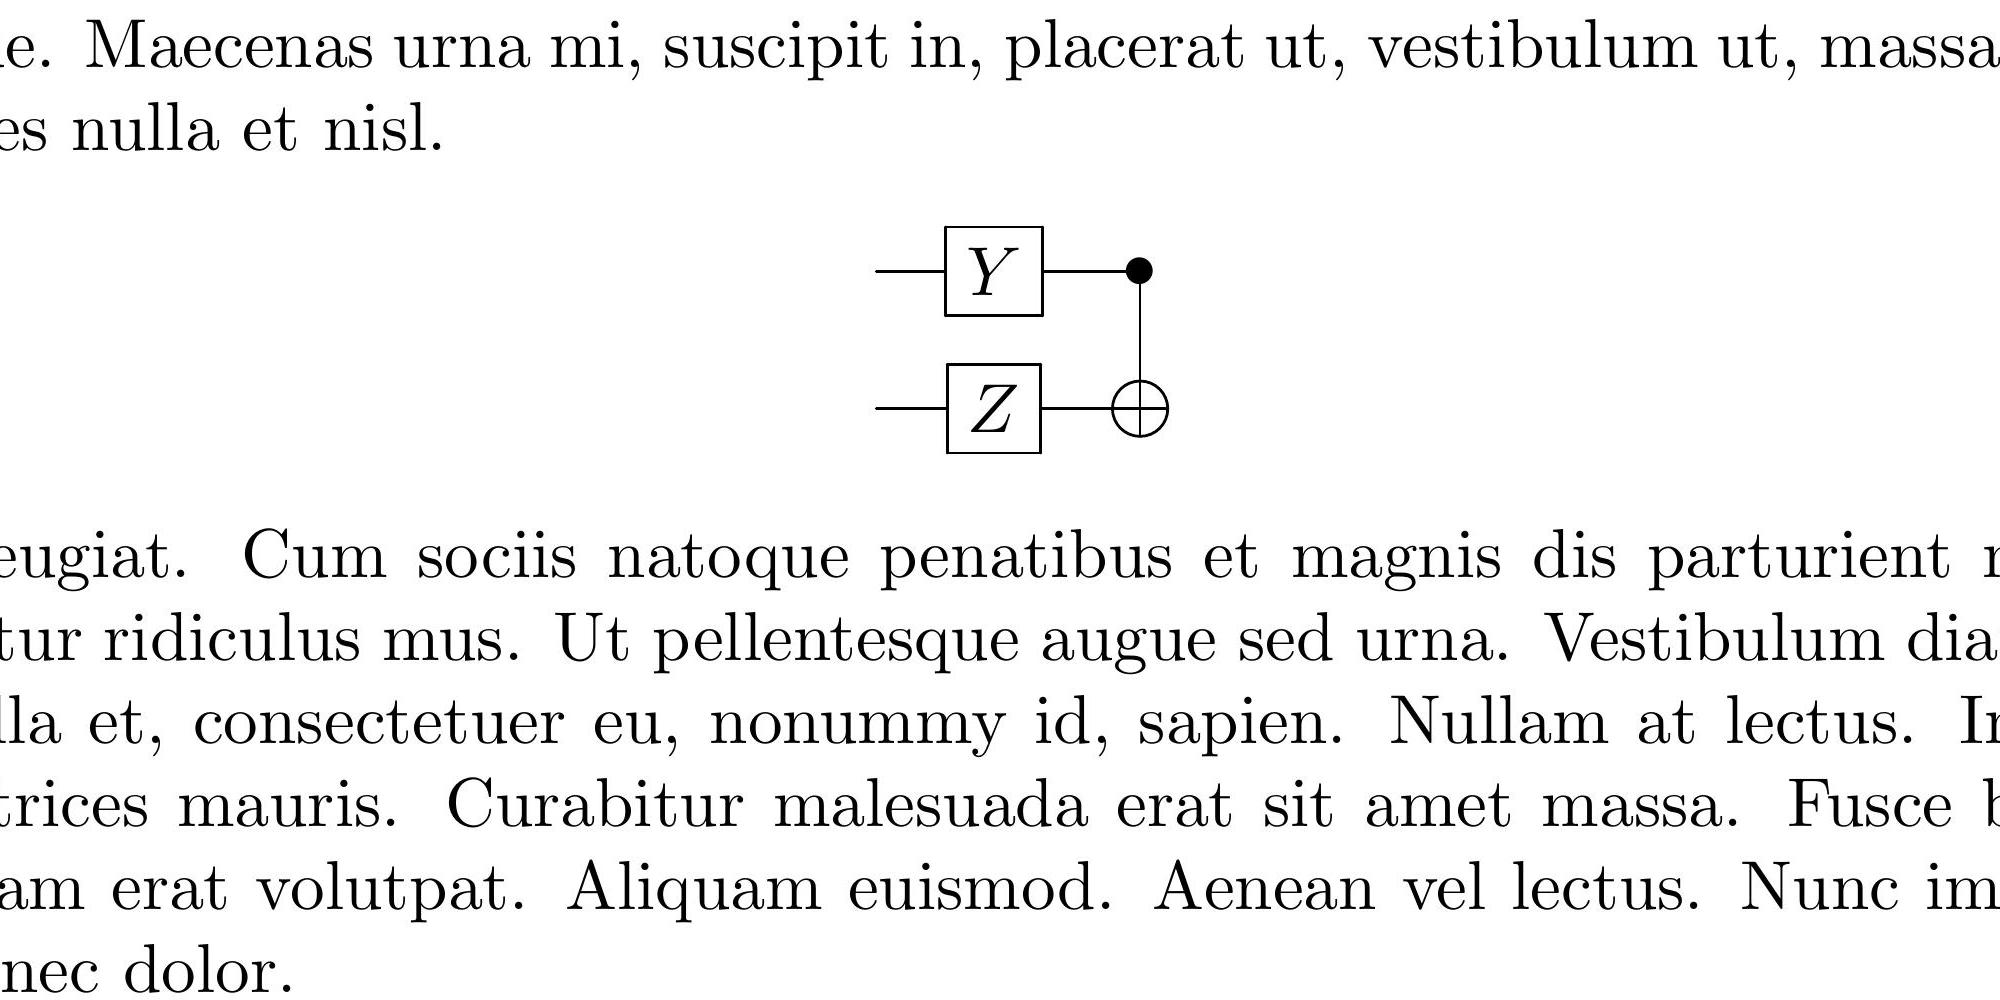 e. Maecenas urna mi, suscipit in, placerat ut, vestibulum ut, massa
es nulla et nisl.
Y
Z
eugiat. Cum sociis natoque penatibus et magnis dis parturient
tur ridiculus mus. Ut pellentesque augue sed urna. Vestibulum dia
lla et, consectetuer eu, nonummy id, sapien. Nullam at lectus. In
trices mauris. Curabitur malesuada erat sit amet massa. Fusce
am erat volutpat. Aliquam euismod. Aenean vel lectus. Nunc im
nec dolor.